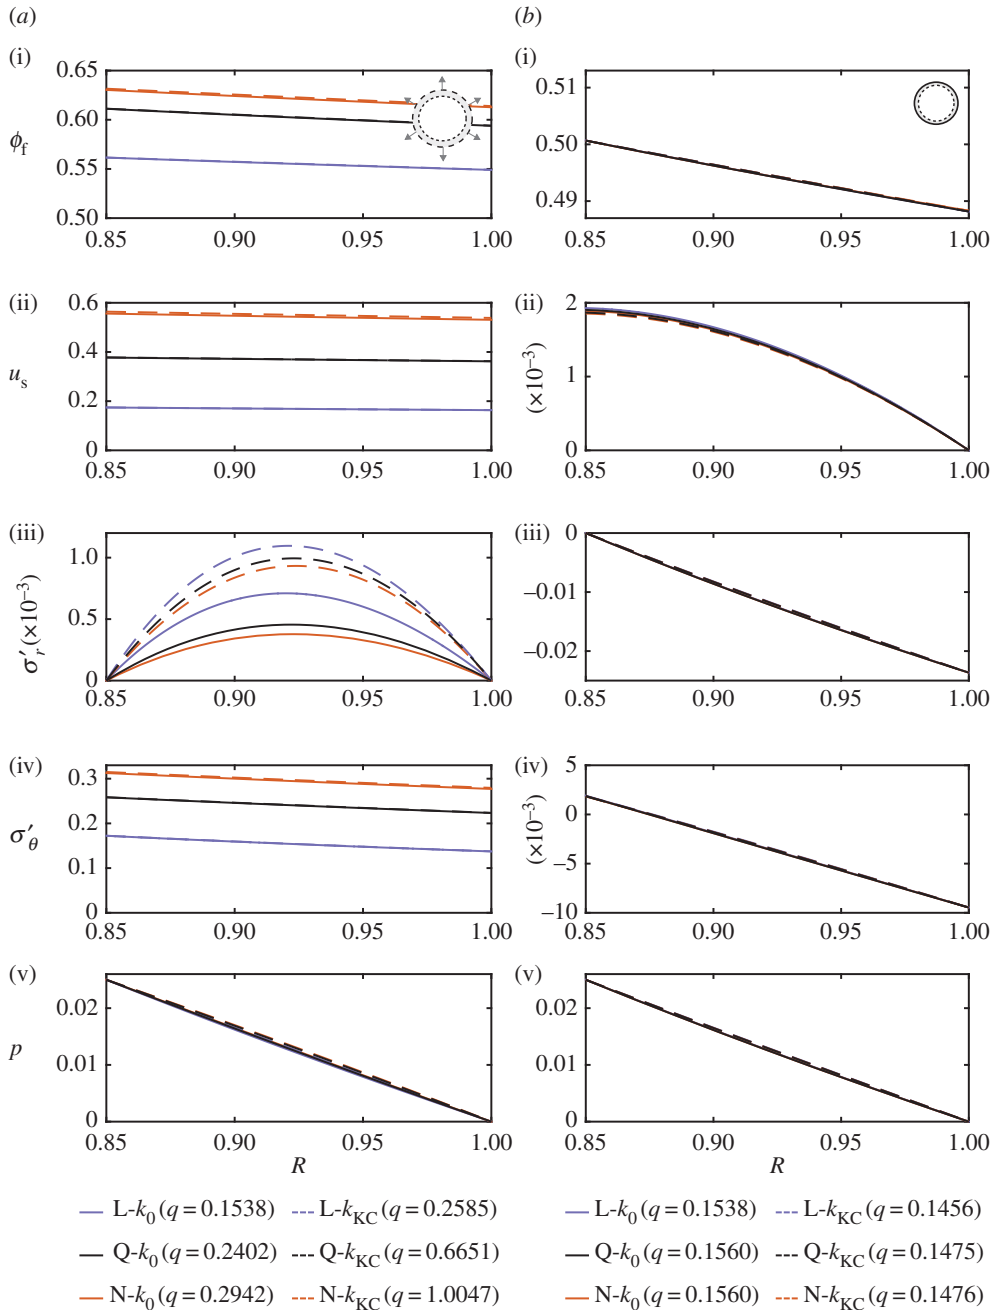 (a)
(b)
(i)
0.65
0.60
0.55
0.50
ϕf
0.85 0.90 0.95 1.00
(i)
0.51
0.50
0.49
0.85 0.90 0.95 1.00
(ii)
0.6
0.4
0.2
0
us
0.85 0.90 0.95 1.00
(ii)
2
1
0
(×10−3)
0.85 0.90 0.95 1.00
(iii)
1.0
0.5
0
σ′r (×10−3)
0.85 0.90 0.95 1.00
(iii)
0
−0.01
−0.02
0.85 0.90 0.95 1.00
(iv)
0.3
0.2
0.1
0
σ′θ
0.85 0.90 0.95 1.00
(iv)
5
0
−5
−10
(×10−3)
0.85 0.90 0.95 1.00
(v)
0.02
0.01
0
p
0.85 0.90 0.95 1.00
R
(v)
0.02
0.01
0
0.85 0.90 0.95 1.00
R
L-k0 (q = 0.1538) L-kKC (q = 0.2585)
Q-k0 (q = 0.2402) Q-kKC (q = 0.6651)
N-k0 (q = 0.2942) N-kKC (q = 1.0047)
L-k0 (q = 0.1538) L-kKC (q = 0.1456)
Q-k0 (q = 0.1560) Q-kKC (q = 0.1475)
N-k0 (q = 0.1560) N-kKC (q = 0.1476)